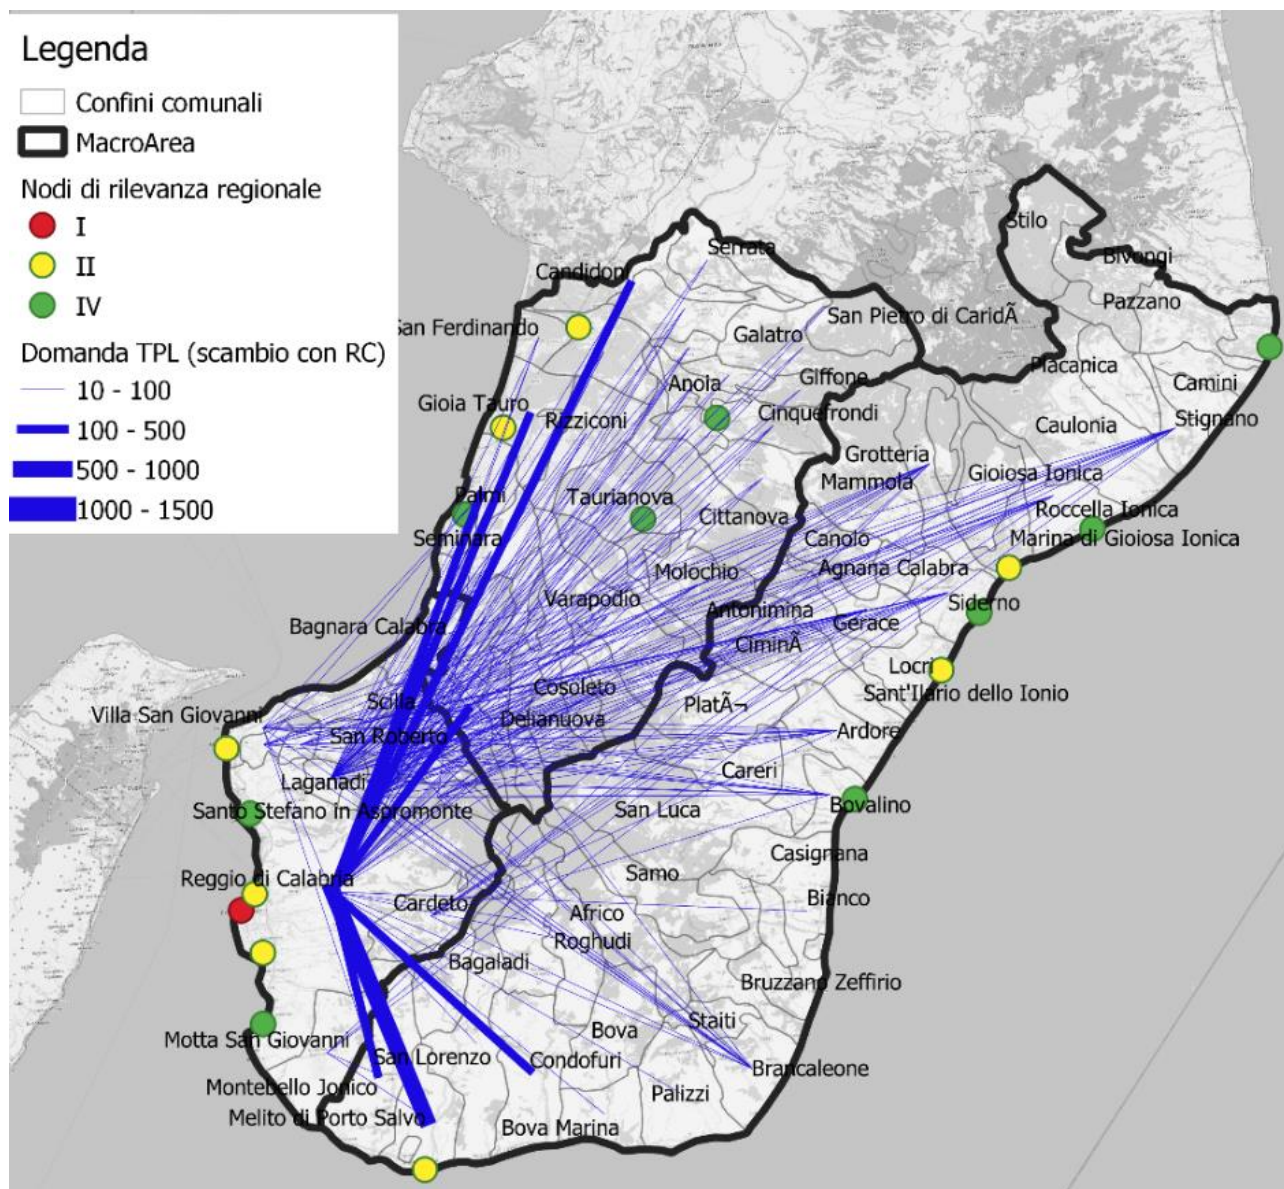 Legenda
Confini comunali
MacroArea
Nodi di rilevanza regionale
I
II
IV
Domanda TPL (scambio con RC)
10 - 100
100 - 500
500 - 1000
1000 - 1500
Stilo
Serrata
Bivongi
Candidoni
Pazzano
San Ferdinando
San Pietro di CaridÃ
Galatro
Placanica
Giffone
Anoia
Camini
Gioia Tauro
Rizziconi
Cinquefrondi
Stignano
Caulonia
Grotteria
Gioiosa Ionica
Mammola
Palmi
Taurianova
Roccella Ionica
Cittanova
Seminara
Canolo
Marina di Gioiosa Ionica
Molochio
Agnana Calabra
Varapodio
Antonimina
Siderno
Bagnara Calabra
Gerace
CiminÃ
Locri
Cosoleto
Sant'Ilario dello Ionio
Scilla
PlatÃ¬
Villa San Giovanni
Delianuova
San Roberto
Ardore
Laganadi
Careri
Santo Stefano in Aspromonte
San Luca
Bovalino
Casignana
Reggio di Calabria
Samo
Cardeto
Bianco
Africo
Roghudi
Bagaladi
Bruzzano Zeffirio
Staiti
Motta San Giovanni
Bova
San Lorenzo
Condofuri
Brancaleone
Montebello Jonico
Palizzi
Melito di Porto Salvo
Bova Marina